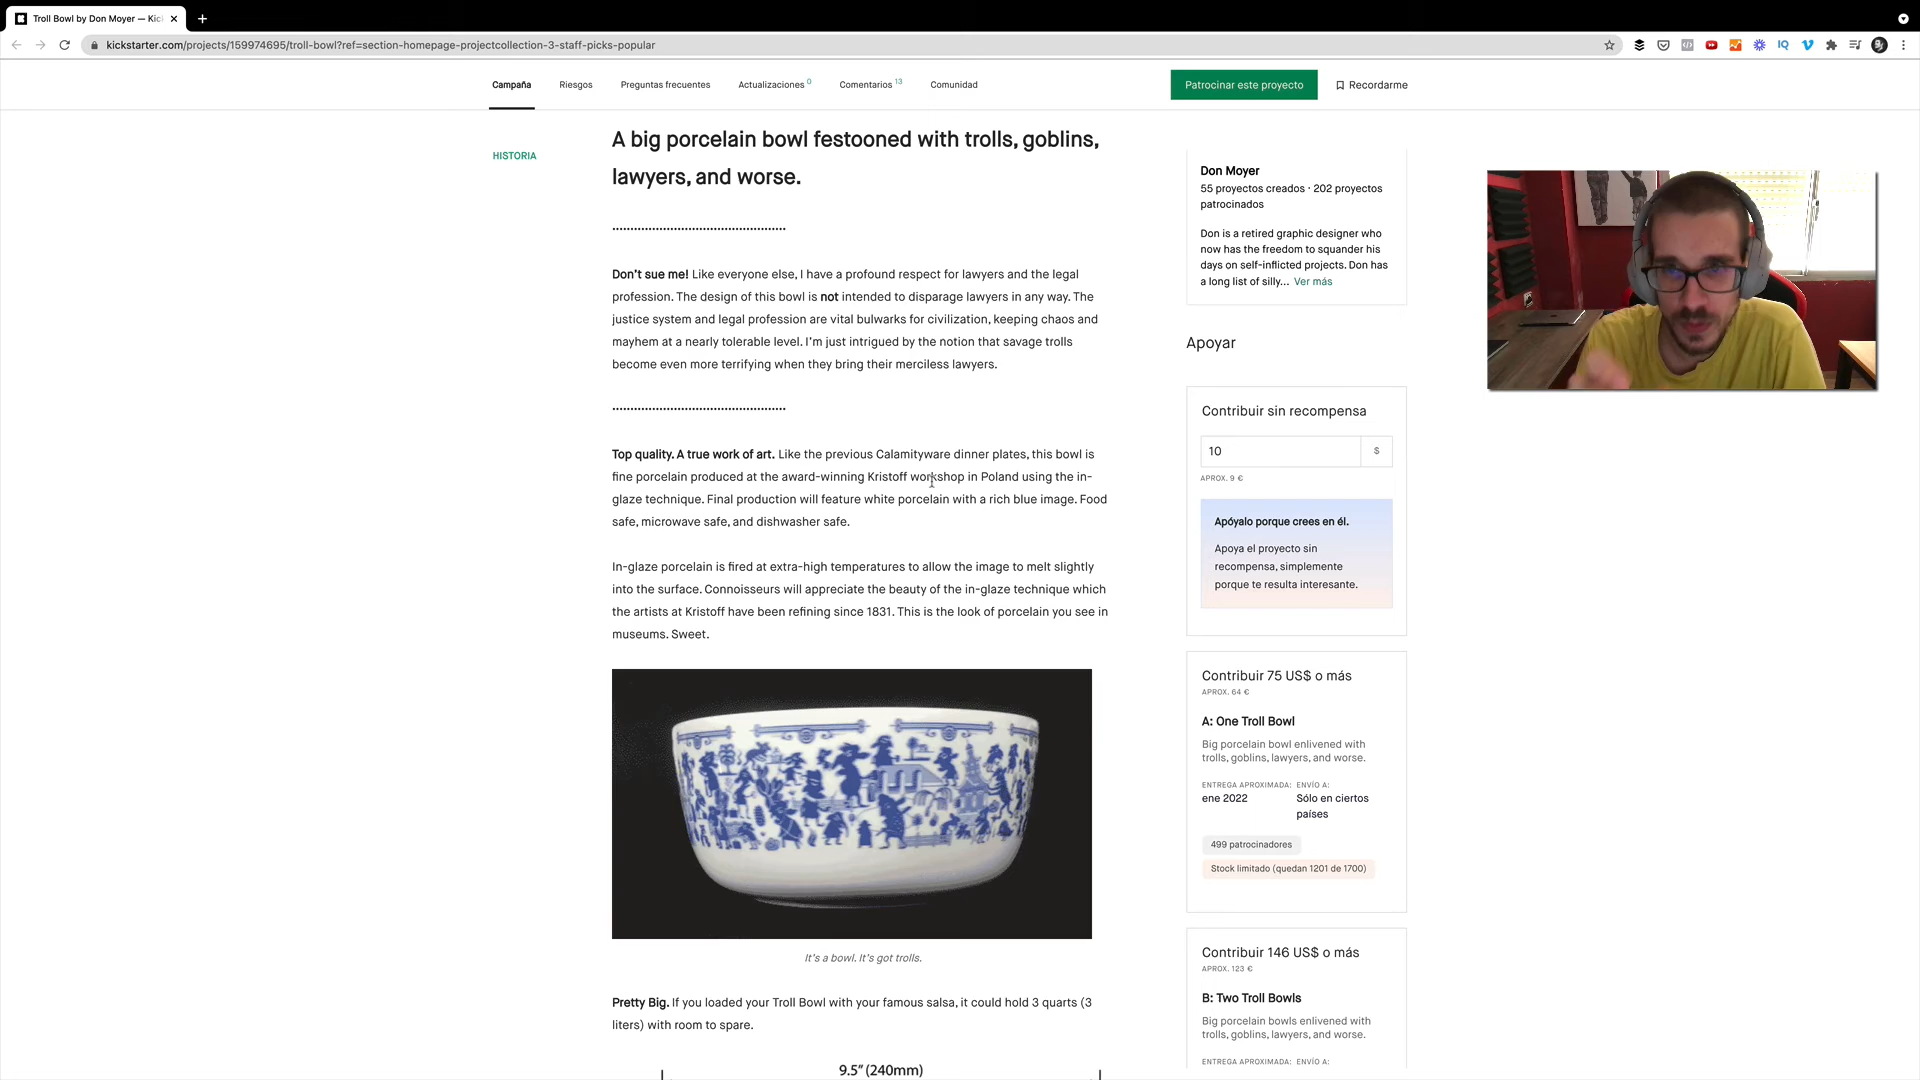 Troll Bowl by Don Moyer — Kic
kickstarter.com/projects/159974695/troll-bowl?ref=section-homepage-projectcollection-3-staff-picks-popular
IQ
Campaña
Riesgos
Preguntas frecuentes
Actualizaciones 0
Comentarios 13
Comunidad
Patrocinar este proyecto
Recordarme
HISTORIA
A big porcelain bowl festooned with trolls, goblins,
lawyers, and worse.
Don't sue me! Like everyone else, I have a profound respect for lawyers and the legal
profession. The design of this bowl is not intended to disparage lawyers in any way. The
justice system and legal profession are vital bulwarks for civilization, keeping chaos and
mayhem at a nearly tolerable level. I'm just intrigued by the notion that savage trolls
become even more terrifying when they bring their merciless lawyers.
Top quality. A true work of art. Like the previous Calamityware dinner plates, this bowl is
fine porcelain produced at the award-winning Kristoff workshop in Poland using the in-
glaze technique. Final production will feature white porcelain with a rich blue image. Food
safe, microwave safe, and dishwasher safe.
In-glaze porcelain is fired at extra-high temperatures to allow the image to melt slightly
into the surface. Connoisseurs will appreciate the beauty of the in-glaze technique which
the artists at Kristoff have been refining since 1831. This is the look of porcelain you see in
museums. Sweet.
It's a bowl. It's got trolls.
Pretty Big. If you loaded your Troll Bowl with your famous salsa, it could hold 3 quarts (3
liters) with room to spare.
9.5" (240mm)
Don Moyer
55 proyectos creados · 202 proyectos
patrocinados
Don is a retired graphic designer who
now has the freedom to squander his
days on self-inflicted projects. Don has
a long list of silly... Ver más
Apoyar
Contribuir sin recompensa
10 $
APROX. 9 €
Apóyalo porque crees en él.
Apoya el proyecto sin
recompensa, simplemente
porque te resulta interesante.
Contribuir 75 US$ o más
APROX. 64 €
A: One Troll Bowl
Big porcelain bowl enlivened with
trolls, goblins, lawyers, and worse.
ENTREGA APROXIMADA: ENVÍO A:
ene 2022 Sólo en ciertos
países
499 patrocinadores
Stock limitado (quedan 1201 de 1700)
Contribuir 146 US$ o más
APROX. 123 €
B: Two Troll Bowls
Big porcelain bowls enlivened with
trolls, goblins, lawyers, and worse.
ENTREGA APROXIMADA: ENVÍO A: